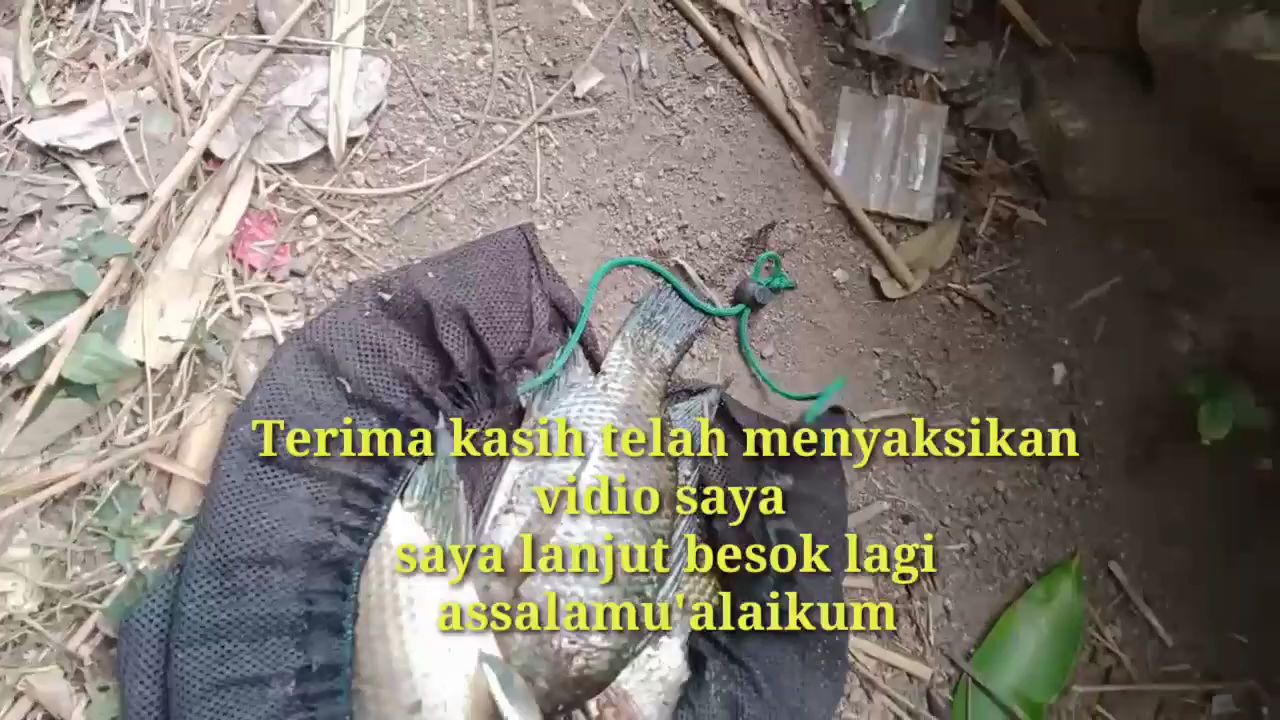 Terima kasih telah menyaksikan
vidio saya
saya lanjut besok lagi
assalamu'alaikum